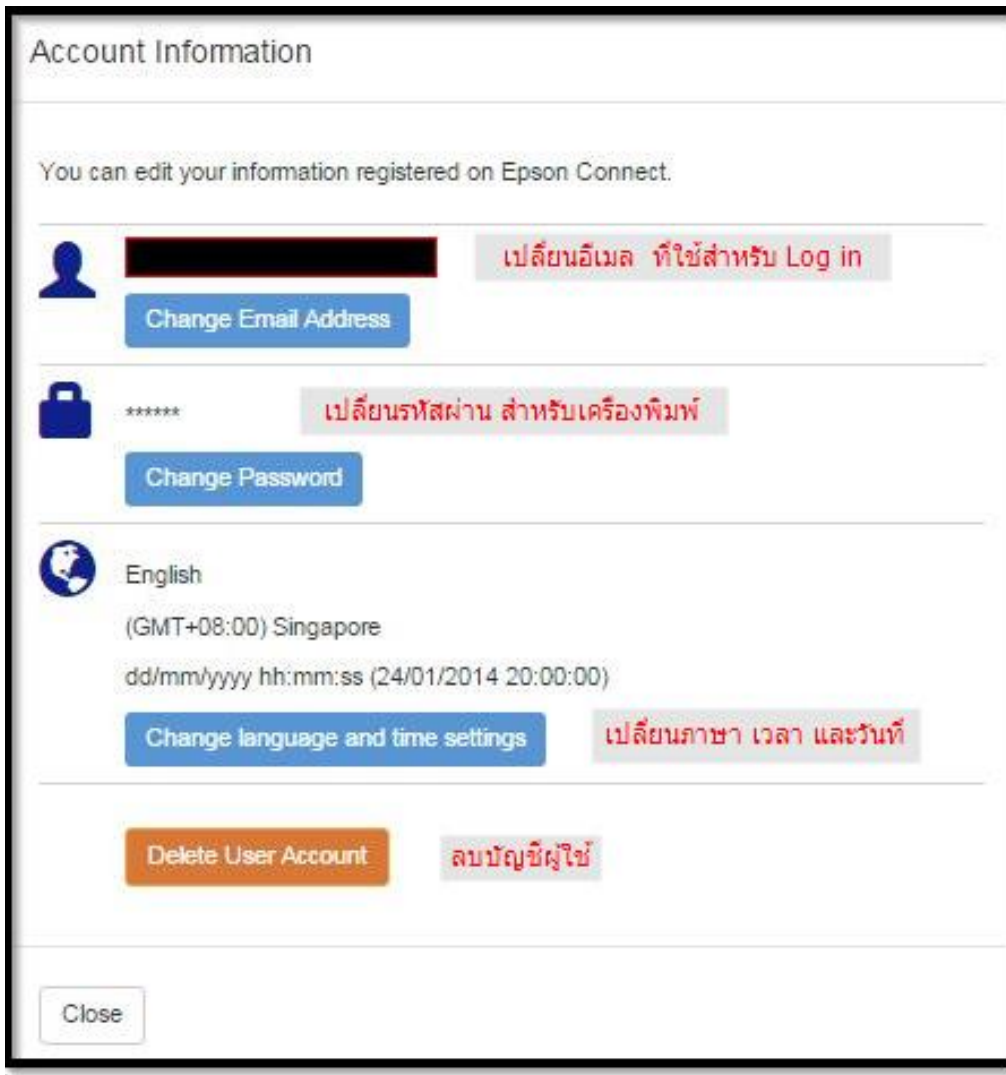 Account Information
You can edit your information registered on Epson Connect.
เปลี่ยนอีเมล ที่ใช้สำหรับ Log in
Change Email Address
****** เปลี่ยนรหัสผ่าน สำหรับเครื่องพิมพ์
Change Password
English
(GMT+08:00) Singapore
dd/mm/yyyy hh:mm:ss (24/01/2014 20:00:00)
Change language and time settings เปลี่ยนภาษา เวลา และวันที่
Delete User Account ลบบัญชีผู้ใช้
Close